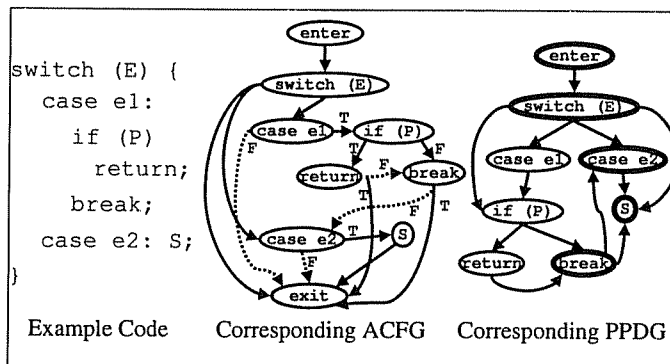 switch (E) {
case e1:
if (P)
return;
break;
case e2: S;
}
Example Code
enter
switch (E)
case e1
T
if (P)
F
T
F
return
F
break
T
F
T
case e2
T
S
F
exit
Corresponding ACFG
enter
switch (E)
case e1
case e2
S
if (P)
return
break
Corresponding PPDG